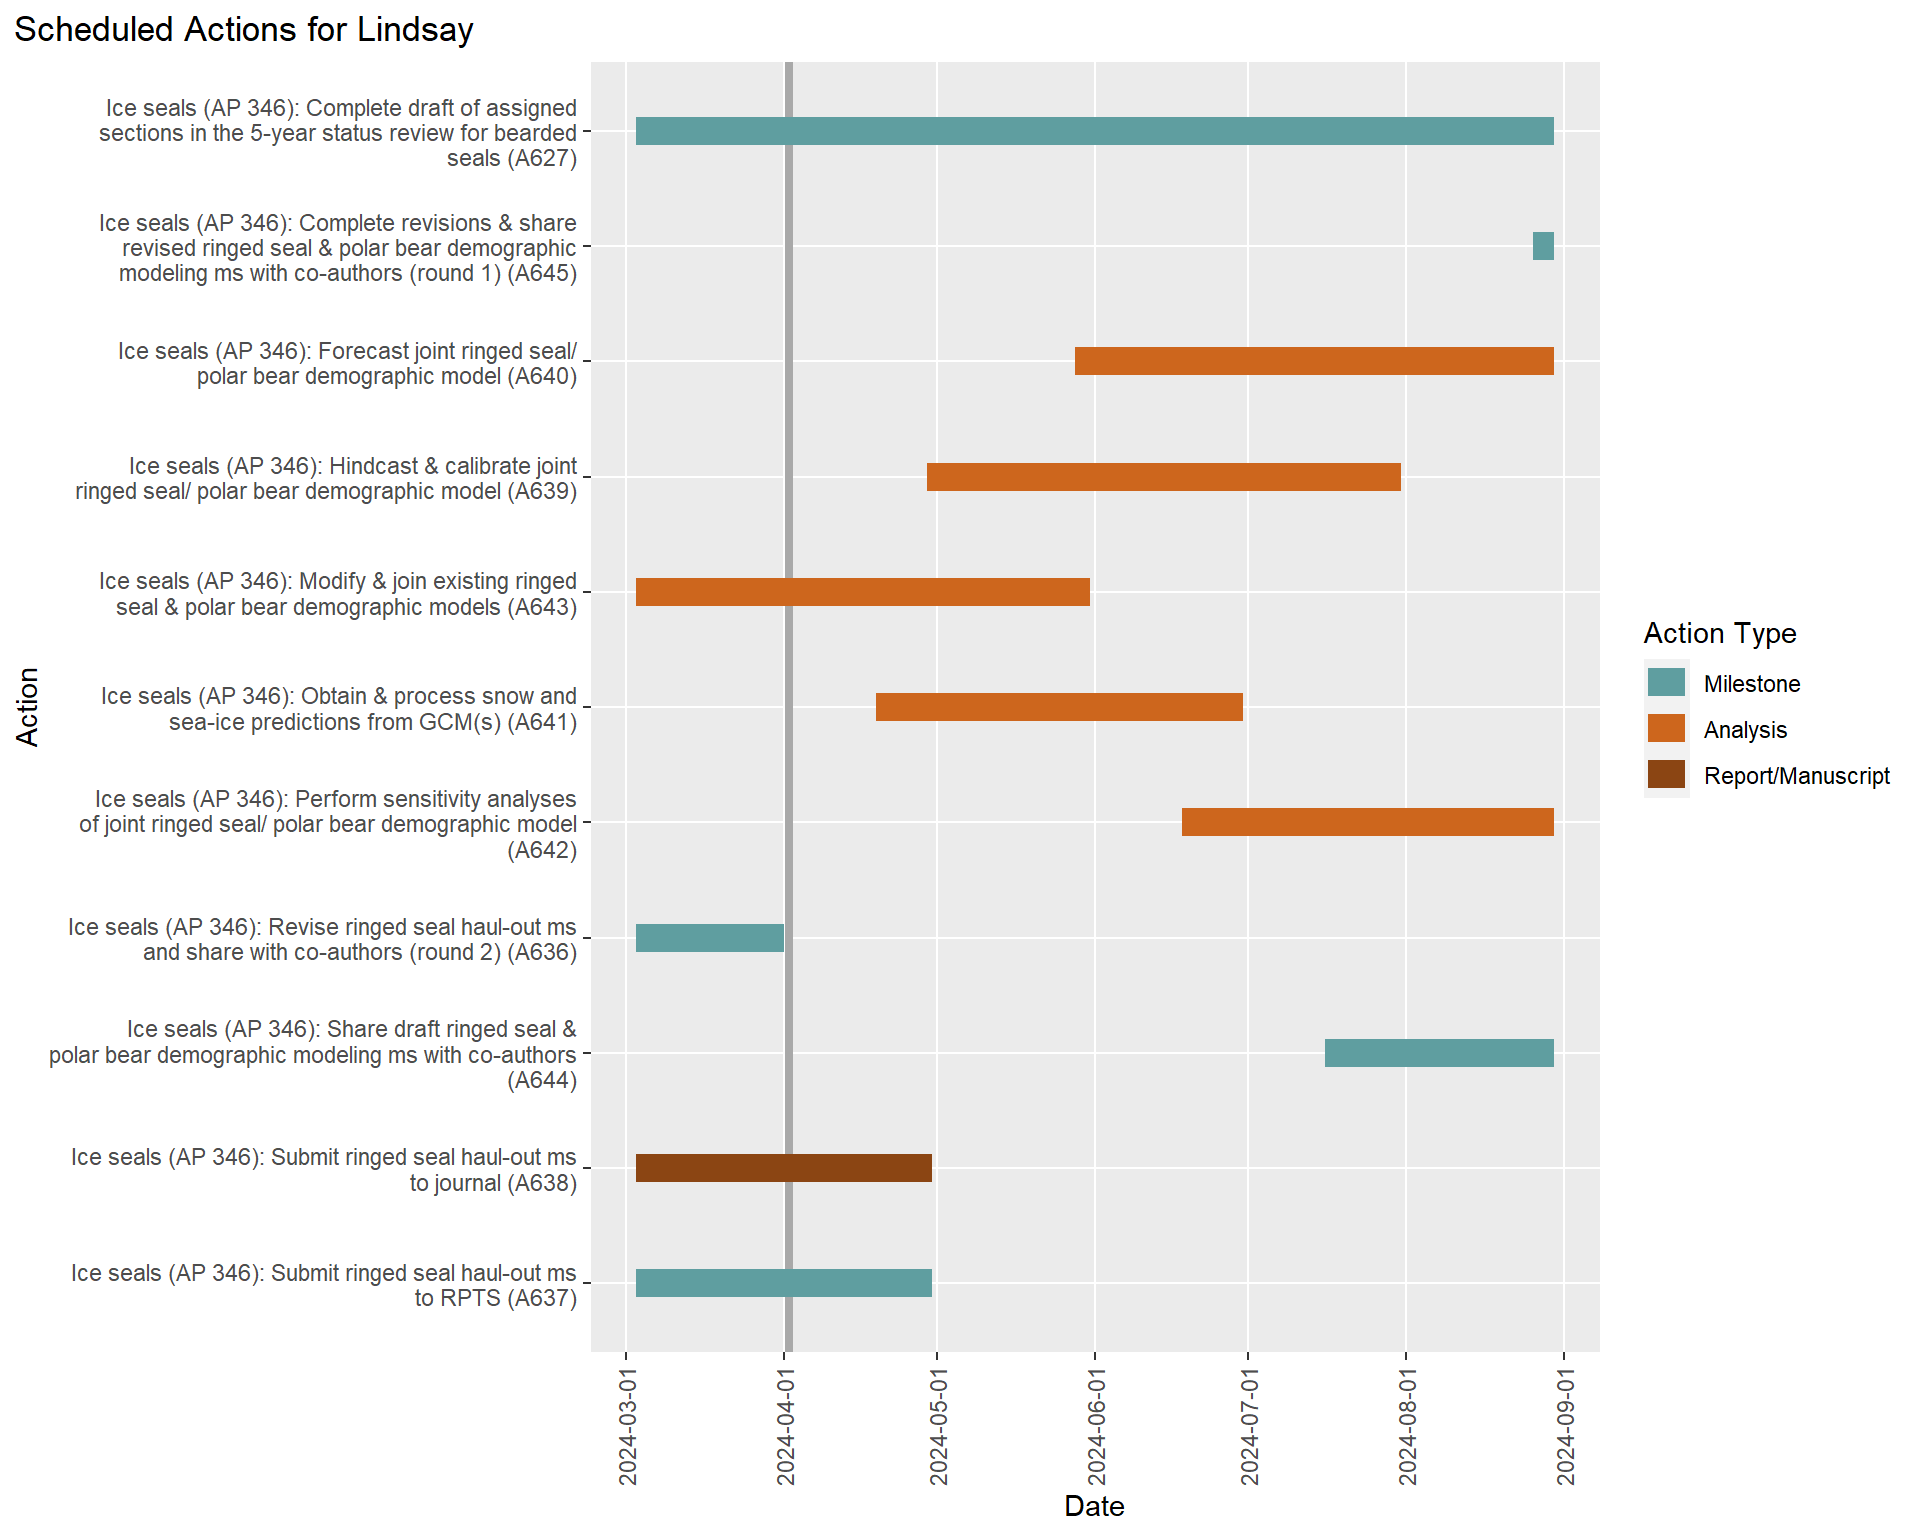 Scheduled Actions for Lindsay
Ice seals (AP 346): Complete draft of assigned
sections in the 5-year status review for bearded
seals (A627)
Ice seals (AP 346): Complete revisions & share
revised ringed seal & polar bear demographic
modeling ms with co-authors (round 1) (A645)
Ice seals (AP 346): Forecast joint ringed seal/
polar bear demographic model (A640)
Ice seals (AP 346): Hindcast & calibrate joint
ringed seal/ polar bear demographic model (A639)
Ice seals (AP 346): Modify & join existing ringed
seal & polar bear demographic models (A643)
Ice seals (AP 346): Obtain & process snow and
sea-ice predictions from GCM(s) (A641)
Ice seals (AP 346): Perform sensitivity analyses
of joint ringed seal/ polar bear demographic model
(A642)
Ice seals (AP 346): Revise ringed seal haul-out ms
and share with co-authors (round 2) (A636)
Ice seals (AP 346): Share draft ringed seal &
polar bear demographic modeling ms with co-authors
(A644)
Ice seals (AP 346): Submit ringed seal haul-out ms
to journal (A638)
Ice seals (AP 346): Submit ringed seal haul-out ms
to RPTS (A637)
Action
2024-03-01
2024-04-01
2024-05-01
2024-06-01
2024-07-01
2024-08-01
2024-09-01
Date
Action Type
Milestone
Analysis
Report/Manuscript